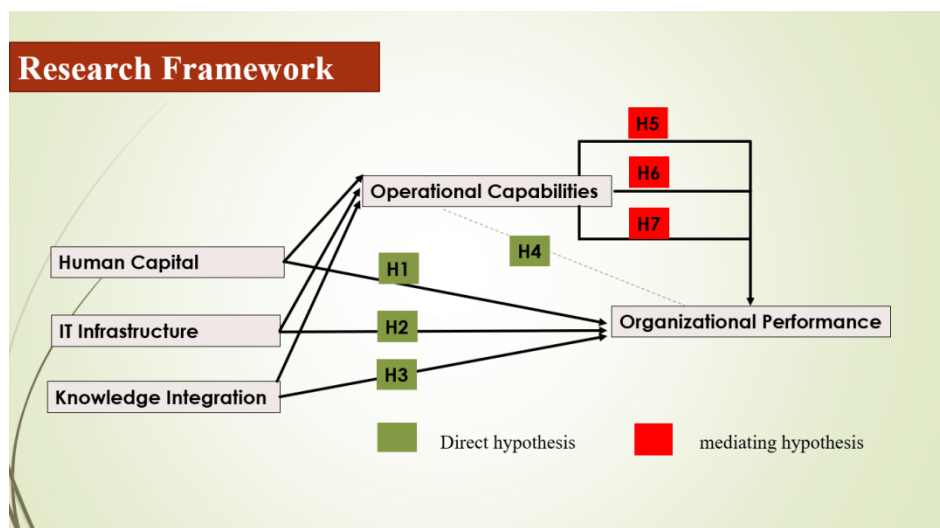 Research Framework
H5
Operational Capabilities
H6
H7
H4
Human Capital
H1
IT Infrastructure
H2
Organizational Performance
Knowledge Integration
H3
Direct hypothesis
mediating hypothesis